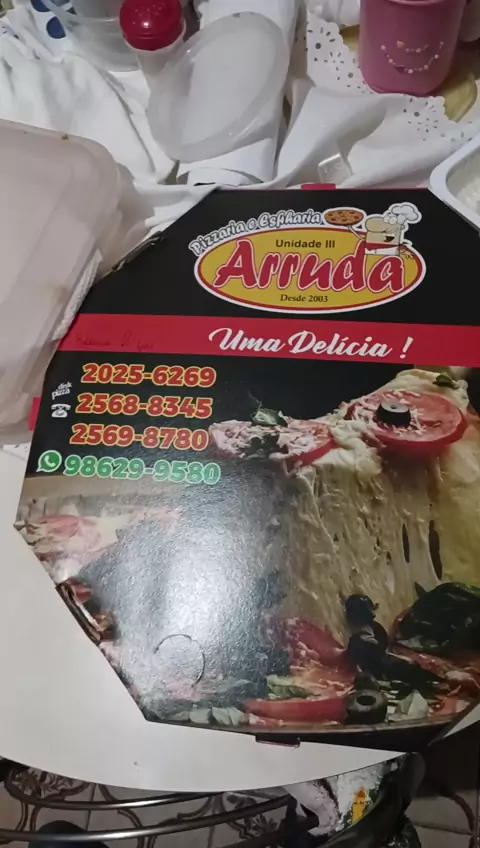 Pizzaria e Esfiharia
Unidade III
Arruda
Desde 2003
Uma Delícia !
disk
pizza
2025-6269
2568-8345
2569-8780
98629-9580